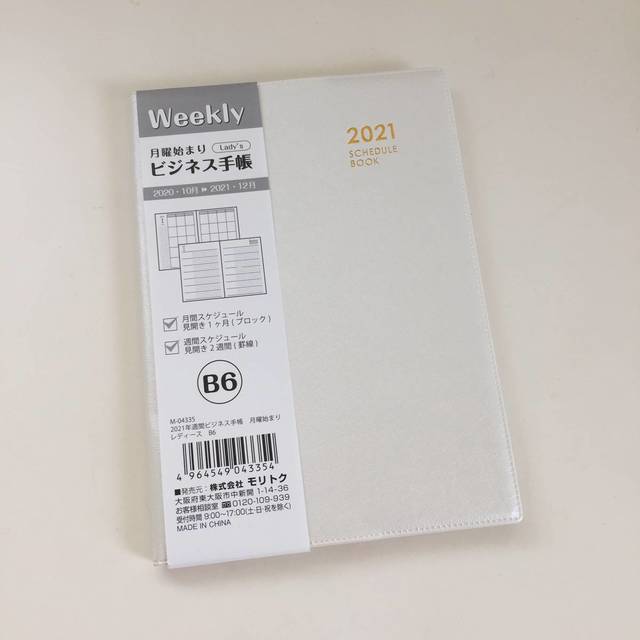 Weekly
月曜始まり Lady's
ビジネス手帳
2020・10月 ▶ 2021・12月
月間スケジュール
見開き1ヶ月(ブロック)
週間スケジュール
見開き2週間(罫線)
B6
M-04335
2021年週間ビジネス手帳 月曜始まり
レディース B6
4 964549 043354
■発売元：株式会社 モリトク
大阪府東大阪市中新開 1-14-36
お客様相談室 0120-109-939
受付時間 9:00〜17:00(土・日・祝を除く)
MADE IN CHINA
2021
SCHEDULE
BOOK